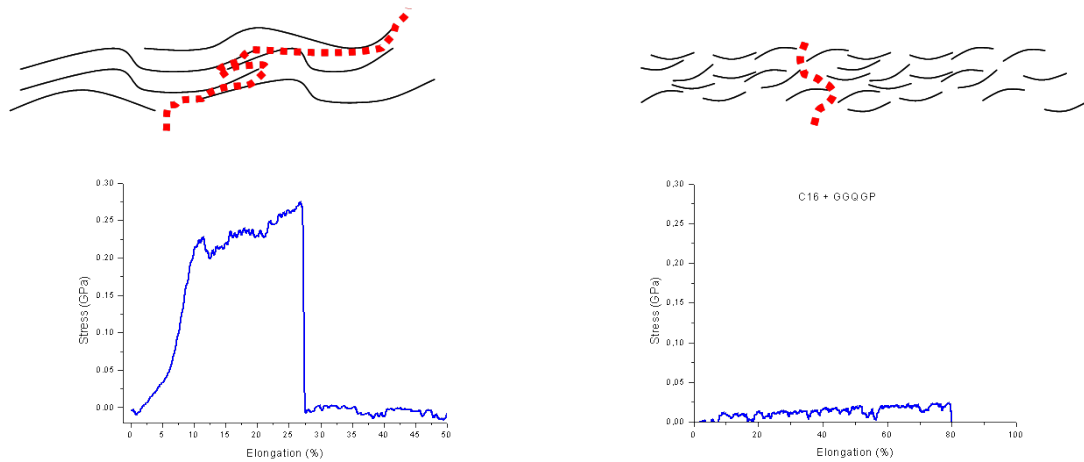 0.30
0.25
0.20
0.15
0.10
0.05
0.00
Stress (GPa)
0 5 10 15 20 25 30 35 40 45 50
Elongation (%)
C16 + GGQGP
0,30
0,25
0,20
0,15
0,10
0,05
0,00
Stress (GPa)
0 20 40 60 80 100
Elongation (%)